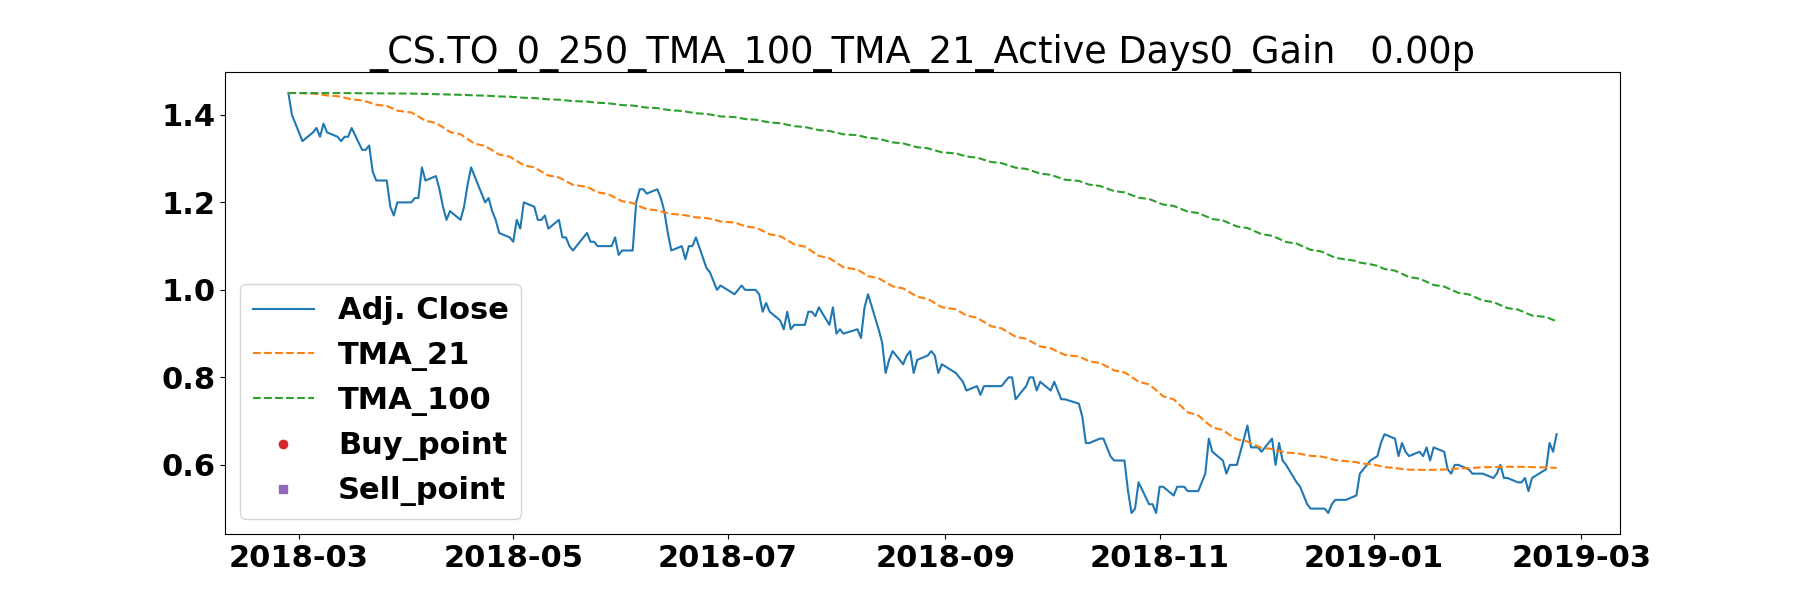 _CS.TO_0_250_TMA_100_TMA_21_Active Days0_Gain   0.00p
1.4
1.2
1.0
0.8
0.6
Adj. Close
TMA_21
TMA_100
Buy_point
Sell_point
2018-03 2018-05 2018-07 2018-09 2018-11 2019-01 2019-03